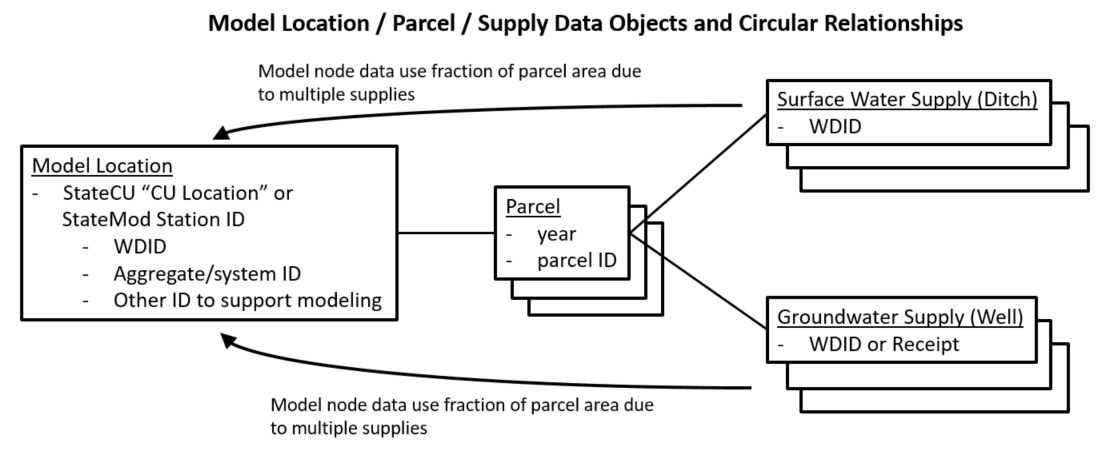 Model Location / Parcel / Supply Data Objects and Circular Relationships
Model node data use fraction of parcel area due
to multiple supplies
Surface Water Supply (Ditch)
- WDID
Model Location
- StateCU “CU Location” or
StateMod Station ID
- WDID
- Aggregate/system ID
- Other ID to support modeling
Parcel
- year
- parcel ID
Groundwater Supply (Well)
- WDID or Receipt
Model node data use fraction of parcel area due
to multiple supplies